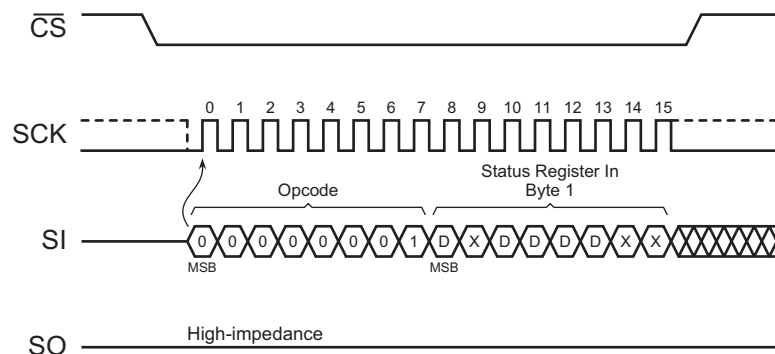 CS
0 1 2 3 4 5 6 7 8 9 10 11 12 13 14 15
SCK
Opcode
Status Register In
Byte 1
SI
0 0 0 0 0 0 0 1 D X D D D D X X
MSB MSB
High-impedance
SO